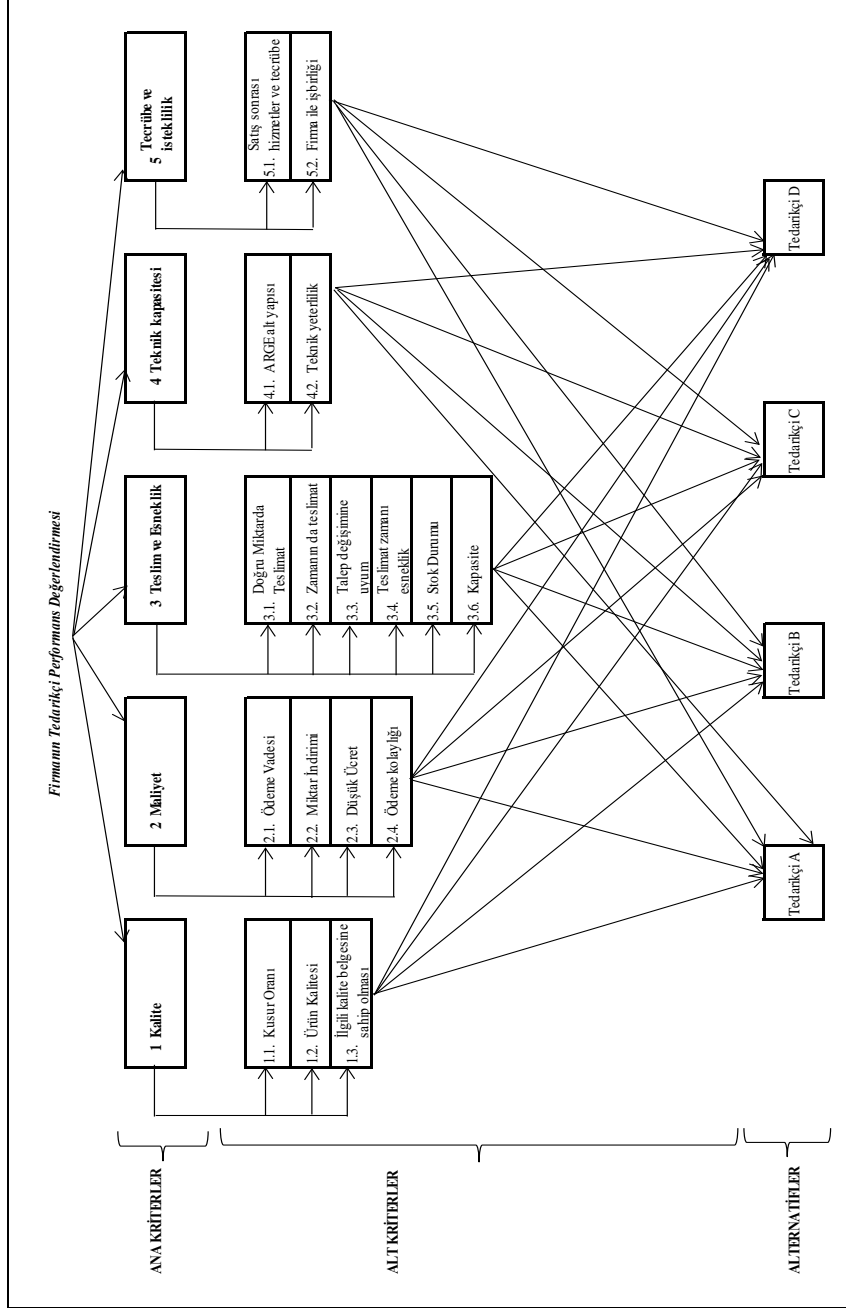 Firmanın Tedarikçi Performans Değerlendirmesi
ANA KRİTERLER
1 Kalite
2 Maliyet
3 Teslim ve Esneklik
4 Teknik kapasitesi
5 Tecrübe ve
isteklilik
ALT KRİTERLER
1.1. Kusur Oranı
1.2. Ürün Kalitesi
1.3. İlgili kalite belgesine
sahip olması
2.1. Ödeme Vadesi
2.2. Miktar İndirimi
2.3. Düşük Ücret
2.4. Ödeme kolaylığı
3.1. Doğru Miktarda
Teslimat
3.2. Zamanın da teslimat
3.3. Talep değişimine
uyum
3.4. Teslimat zamanı
esneklik
3.5. Stok Durumu
3.6. Kapasite
4.1. ARGE alt yapısı
4.2. Teknik yeterlilik
5.1. Satış sonrası
hizmetler ve tecrübe
5.2. Firma ile işbirliği
ALTERNATİFLER
Tedarikçi A
Tedarikçi B
Tedarikçi C
Tedarikçi D